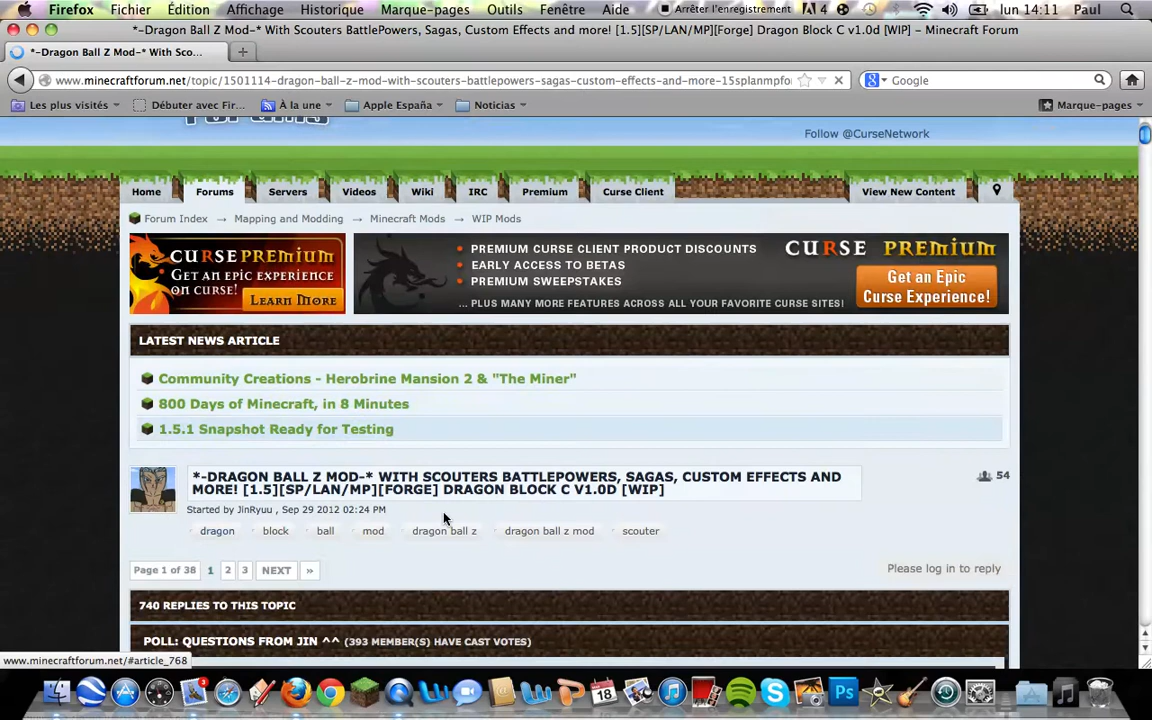 Firefox Fichier Édition Affichage Historique Marque-pages Outils Fenêtre Aide Arrêter l'enregistrement 4 lun 14:11 Paul
*-Dragon Ball Z Mod-* With Scouters BattlePowers, Sagas, Custom Effects and more! [1.5][SP/LAN/MP][Forge] Dragon Block C v1.0d [WIP] – Minecraft Forum
*-Dragon Ball Z Mod-* With Sco... +
www.minecraftforum.net/topic/1501114-dragon-ball-z-mod-with-scouters-battlepowers-sagas-custom-effects-and-more-15splanmpfo Google
Les plus visités Débuter avec Fir... À la une Apple España Noticias Marque-pages
Follow @CurseNetwork
Home Forums Servers Videos Wiki IRC Premium Curse Client View New Content
Forum Index → Mapping and Modding → Minecraft Mods → WIP Mods
CURSE PREMIUM
GET AN EPIC EXPERIENCE
ON CURSE!
LEARN MORE
PREMIUM CURSE CLIENT PRODUCT DISCOUNTS
EARLY ACCESS TO BETAS
PREMIUM SWEEPSTAKES
... PLUS MANY MORE FEATURES ACROSS ALL YOUR FAVORITE CURSE SITES!
CURSE PREMIUM
Get an Epic
Curse Experience!
LATEST NEWS ARTICLE
Community Creations - Herobrine Mansion 2 & "The Miner"
800 Days of Minecraft, in 8 Minutes
1.5.1 Snapshot Ready for Testing
*-DRAGON BALL Z MOD-* WITH SCOUTERS BATTLEPOWERS, SAGAS, CUSTOM EFFECTS AND
MORE! [1.5][SP/LAN/MP][FORGE] DRAGON BLOCK C V1.0D [WIP]
54
Started by JinRyuu , Sep 29 2012 02:24 PM
dragon block ball mod dragon ball z dragon ball z mod scouter
Page 1 of 38 1 2 3 NEXT »
Please log in to reply
740 REPLIES TO THIS TOPIC
POLL: QUESTIONS FROM JIN ^^ (393 MEMBER(S) HAVE CAST VOTES)
www.minecraftforum.net/#article_768
3 18 Ps